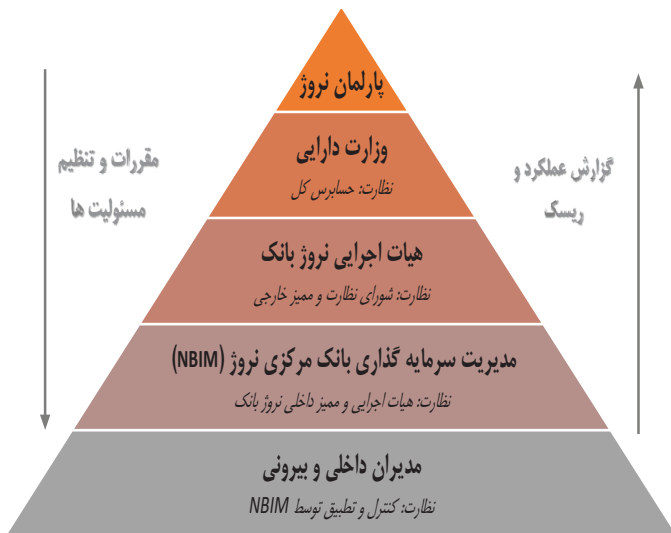 پارلمان نروژ
وزارت دارایی
نظارت: حسابرس کل
هیات اجرایی نروژ بانک
نظارت: شورای نظارت و ممیز خارجی
مدیریت سرمایه گذاری بانک مرکزی نروژ (NBIM)
نظارت: هیات اجرایی و ممیز داخلی نروژ بانک
مدیران داخلی و بیرونی
نظارت: کنترل و تطبیق توسط NBIM
گزارش عملکرد و
ریسک
مقررات و تنظیم
مسئولیت ها